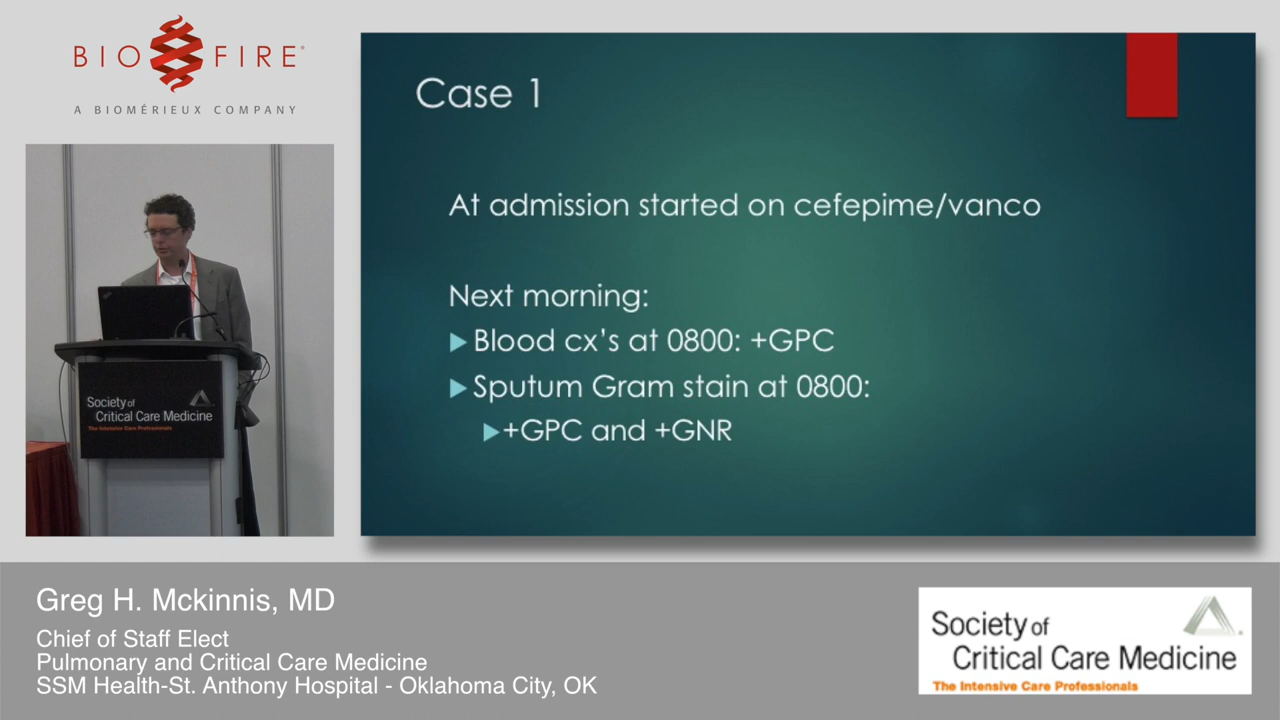 BIO FIRE
A BIOMÉRIEUX COMPANY
Case 1
At admission started on cefepime/vanco
Next morning:
Blood cx's at 0800: +GPC
Sputum Gram stain at 0800:
+GPC and +GNR
Society of
Critical Care Medicine
The Intensive Care Professionals
Greg H. Mckinnis, MD
Chief of Staff Elect
Pulmonary and Critical Care Medicine
SSM Health-St. Anthony Hospital - Oklahoma City, OK
Society of
Critical Care Medicine
The Intensive Care Professionals